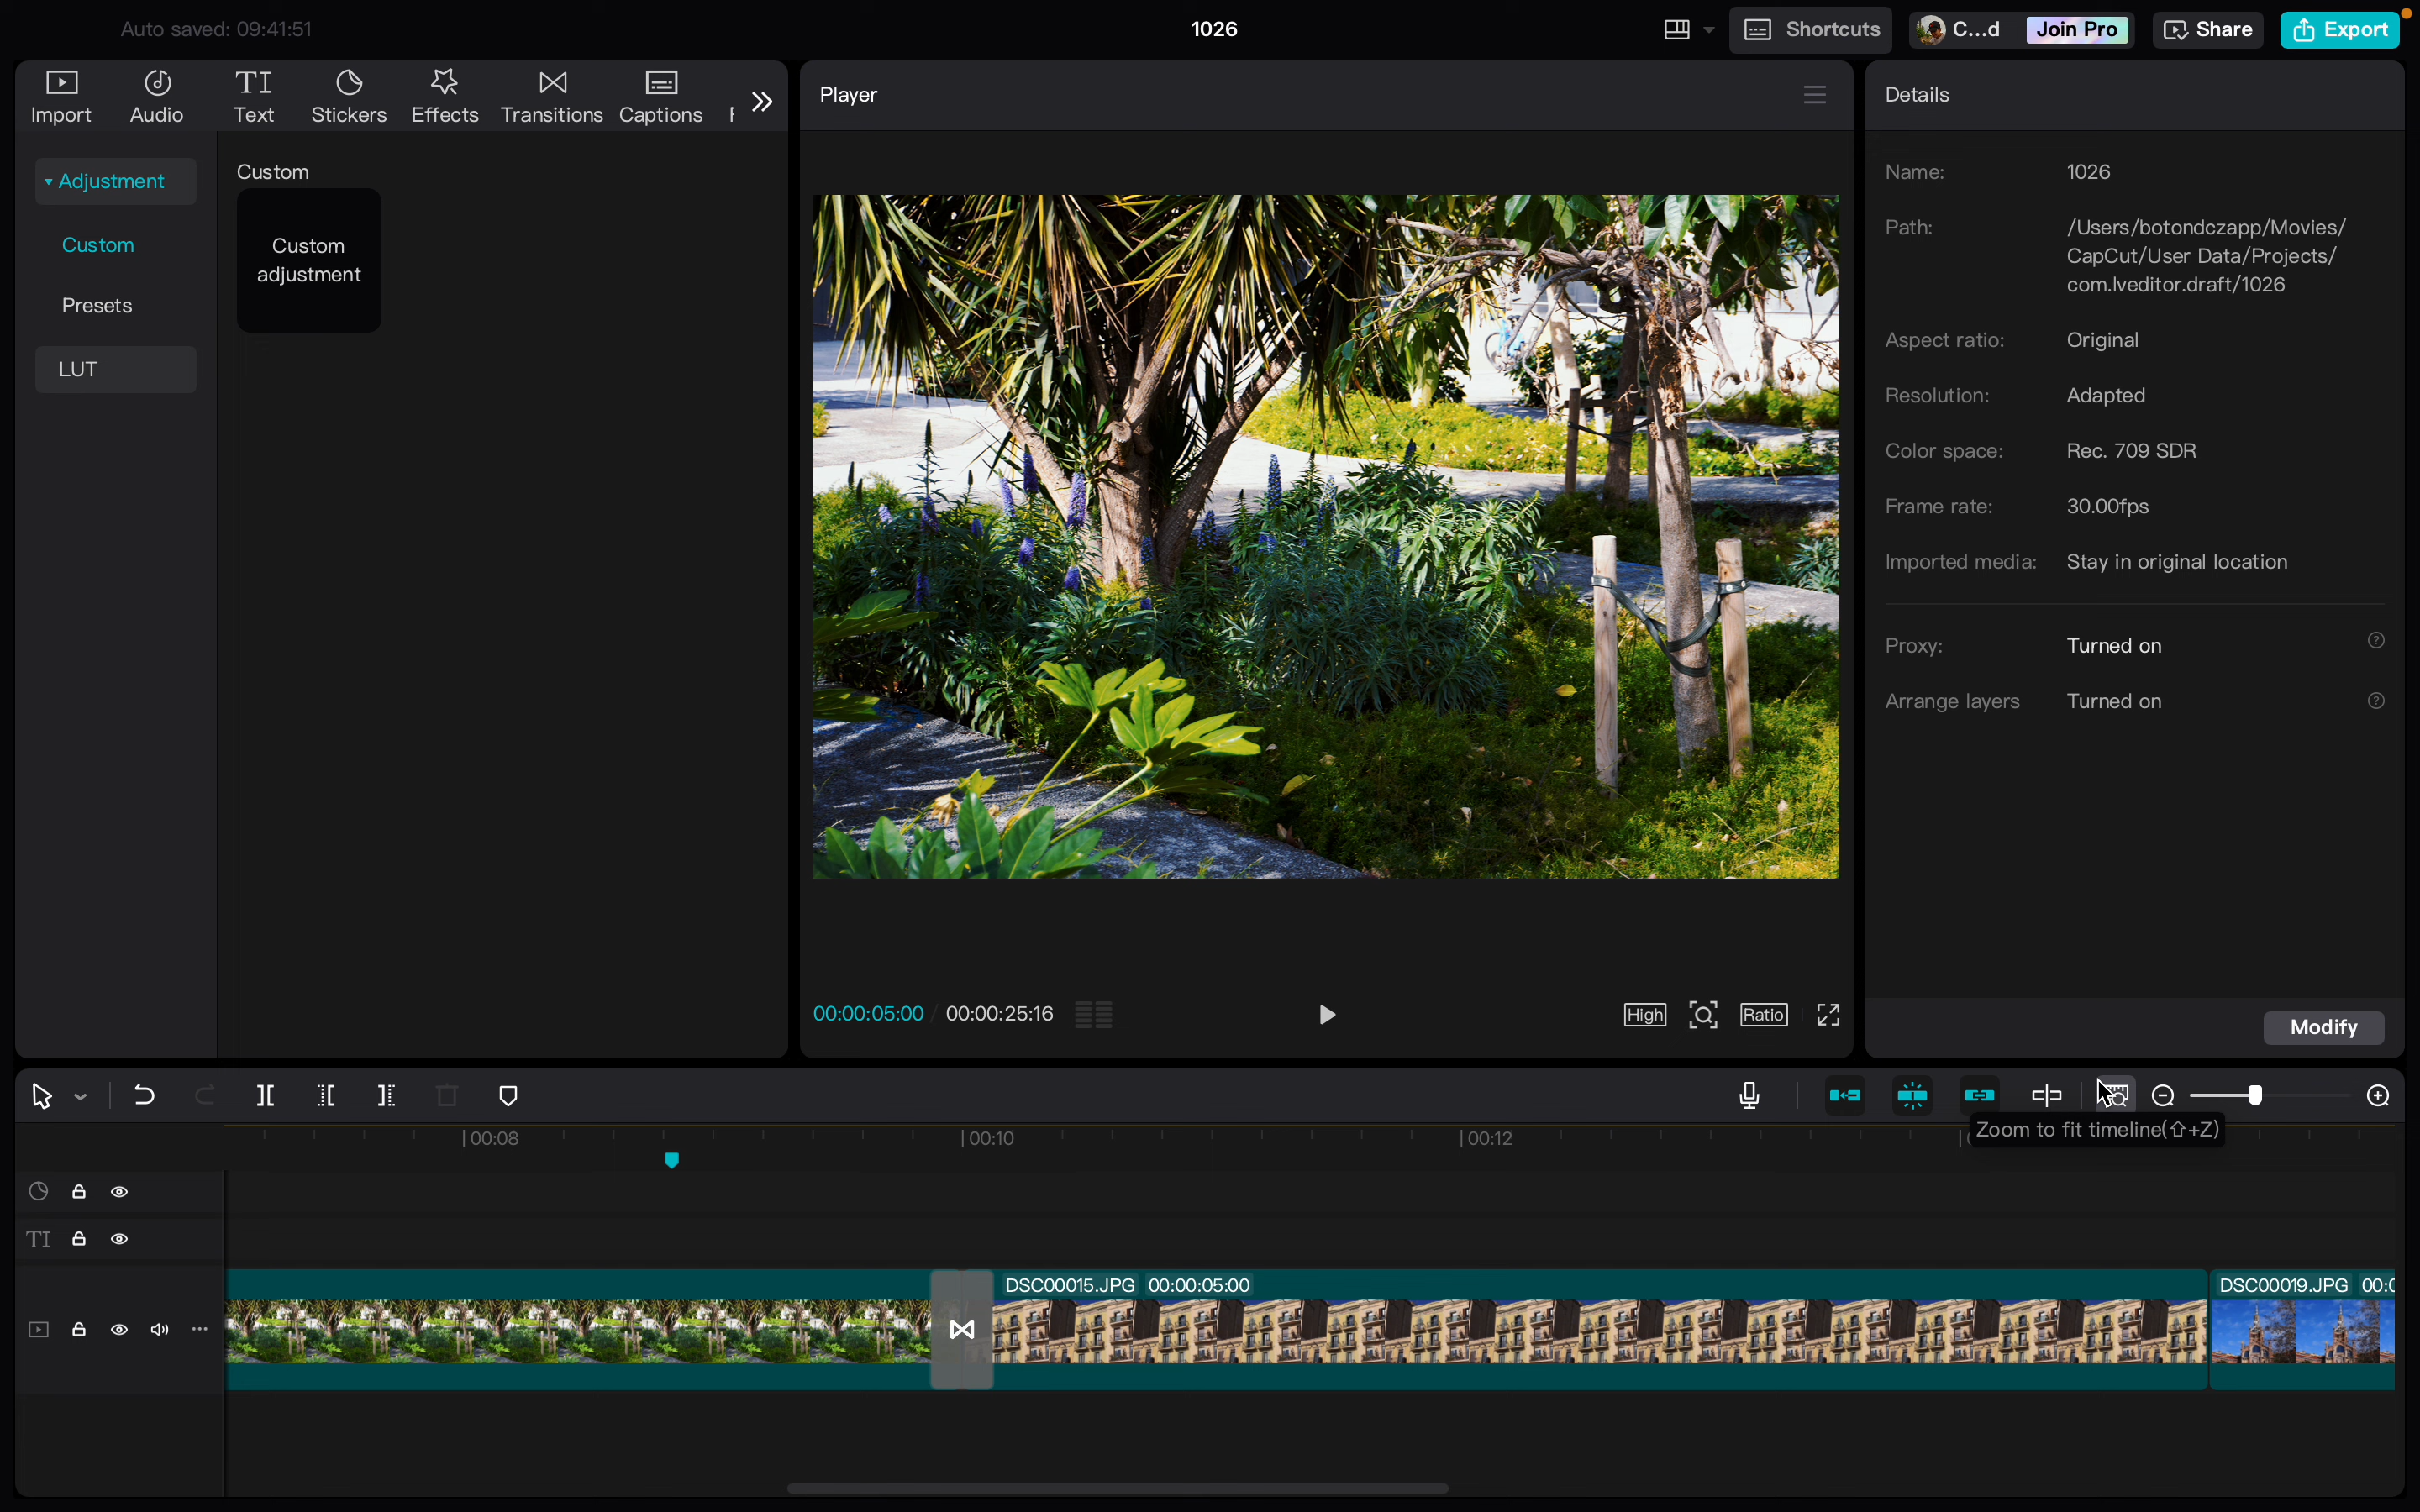 Auto saved: 09:41:51
1026
Shortcuts
C...d
Join Pro
Share
Export
Import
Audio
TI
Text
Stickers
Effects
Transitions
Captions
Player
Details
Adjustment
Custom
Presets
LUT
Custom
Custom
adjustment
Name:
1026
Path:
/Users/botondczapp/Movies/
CapCut/User Data/Projects/
com.lveditor.draft/1026
Aspect ratio:
Original
Resolution:
Adapted
Color space:
Rec. 709 SDR
Frame rate:
30.00fps
Imported media:
Stay in original location
Proxy:
Turned on
Arrange layers
Turned on
Modify
00:00:05:00 / 00:00:25:16
High
Ratio
00:08
00:10
00:12
Zoom to fit timeline(⇧+Z)
TI
DSC00015.JPG 00:00:05:00
DSC00019.JPG